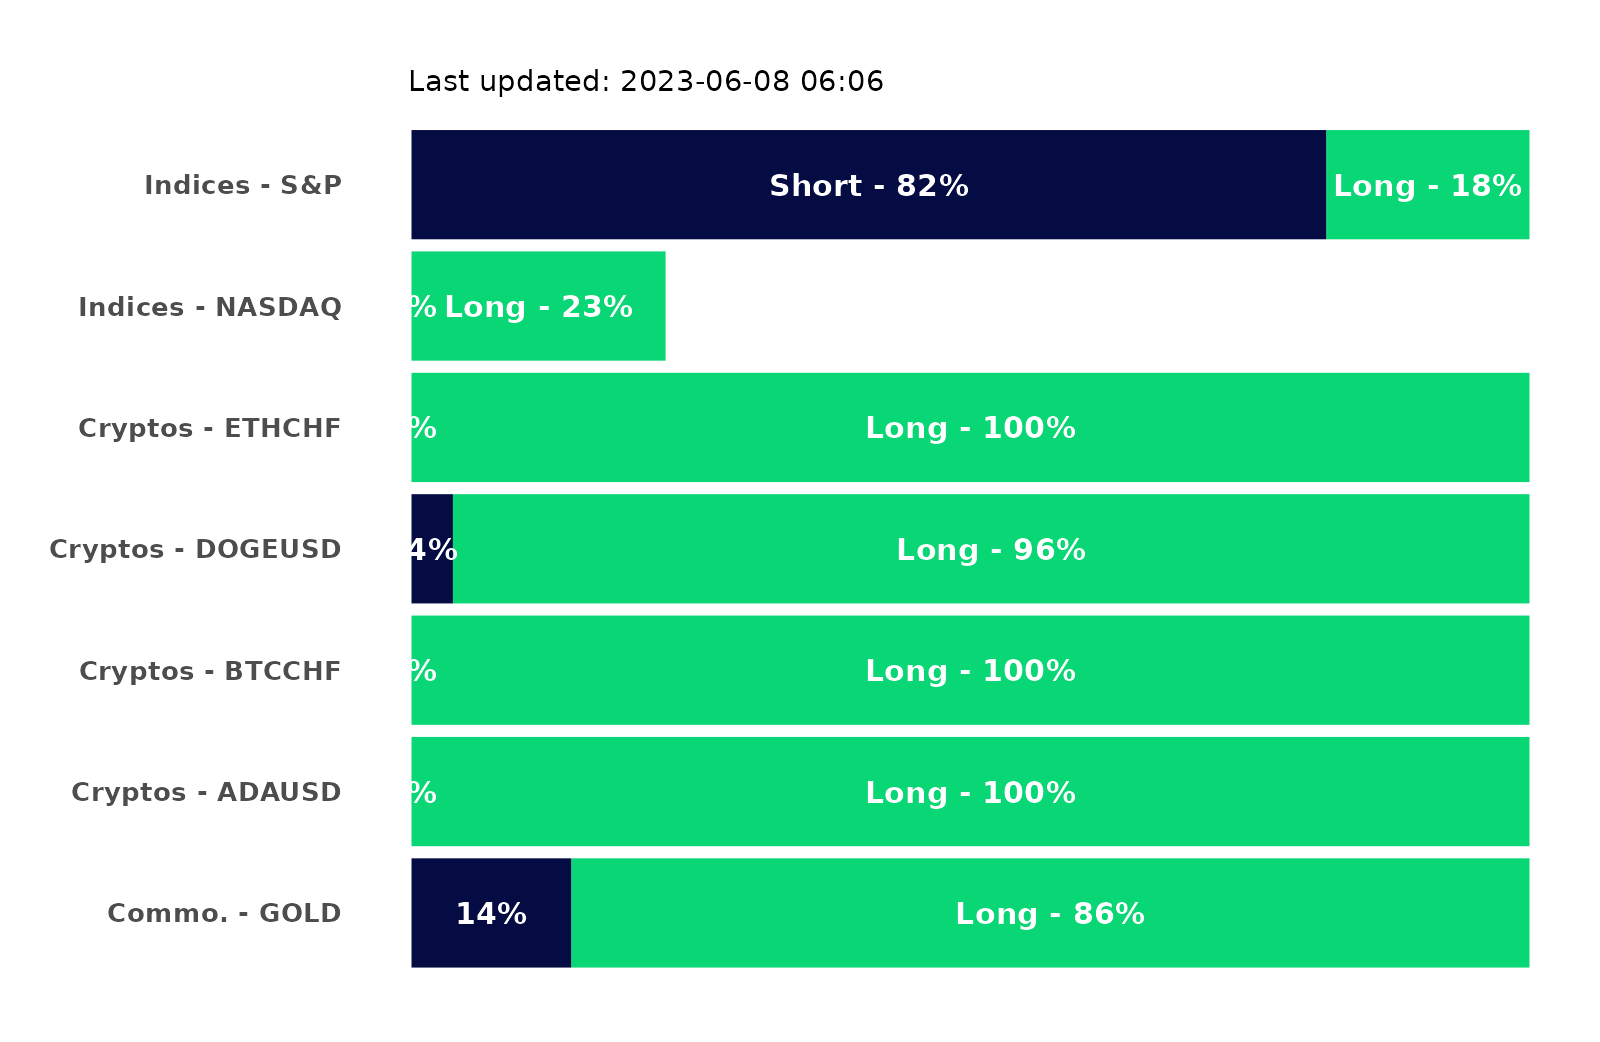 Last updated: 2023-06-08 06:06
Indices - S&P Short - 82% Long - 18%
Indices - NASDAQ % Long - 23%
Cryptos - ETHCHF % Long - 100%
Cryptos - DOGEUSD 4% Long - 96%
Cryptos - BTCCHF % Long - 100%
Cryptos - ADAUSD % Long - 100%
Commo. - GOLD 14% Long - 86%